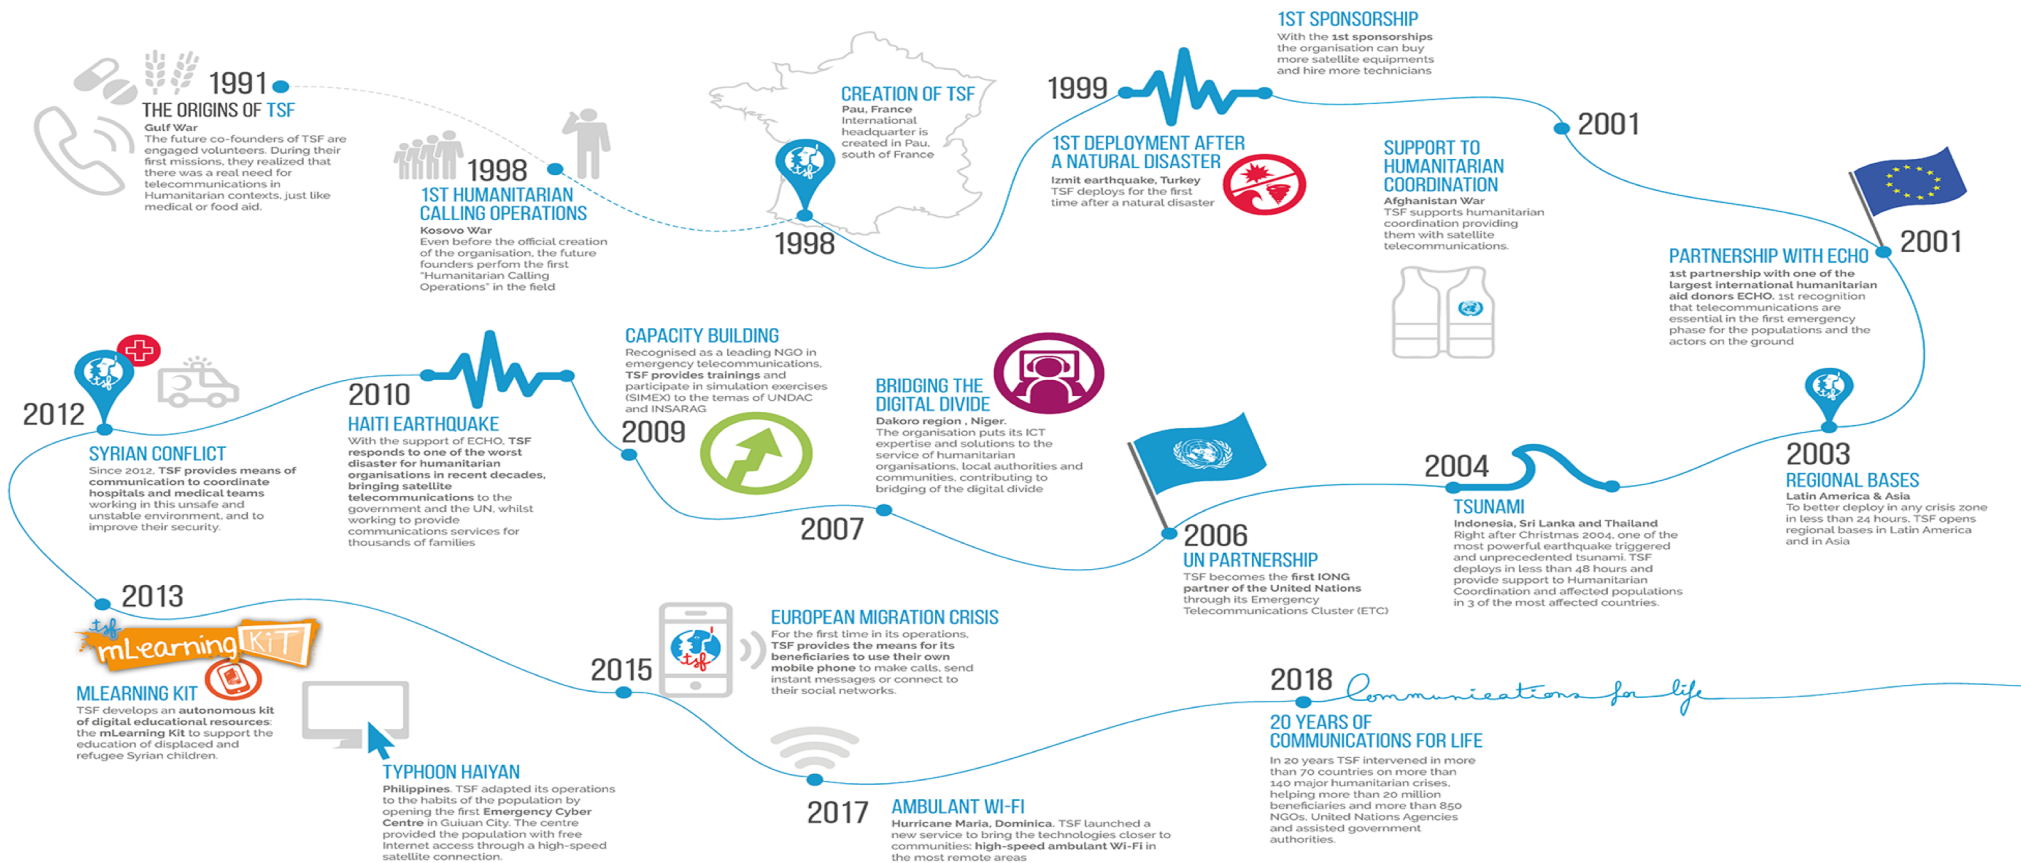 1991
THE ORIGINS OF TSF
Gulf War
The future co-founders of TSF are
engaged volunteers. During their
first missions, they realized that
there was a real need for
telecommunications in
Humanitarian contexts, just like
medical or food aid.
1998
1ST HUMANITARIAN
CALLING OPERATIONS
Kosovo War
Even before the official creation
of the organisation, the future
founders perfom the first
"Humanitarian Calling
Operations" in the field
CREATION OF TSF
Pau, France
International
headquarter is
created in Pau,
south of France
1998
1999
1ST DEPLOYMENT AFTER
A NATURAL DISASTER
Izmit earthquake, Turkey
TSF deploys for the first
time after a natural disaster
1ST SPONSORSHIP
With the 1st sponsorships
the organisation can buy
more satellite equipments
and hire more technicians
2001
SUPPORT TO
HUMANITARIAN
COORDINATION
Afghanistan War
TSF supports humanitarian
coordination providing
them with satellite
telecommunications.
2001
PARTNERSHIP WITH ECHO
1st partnership with one of the
largest international humanitarian
aid donors ECHO. 1st recognition
that telecommunications are
essential in the first emergency
phase for the populations and the
actors on the ground
2003
REGIONAL BASES
Latin America & Asia
To better deploy in any crisis zone
in less than 24 hours, TSF opens
regional bases in Latin America
and in Asia
2004
TSUNAMI
Indonesia, Sri Lanka and Thailand
Right after Christmas 2004, one of the
most powerful earthquake triggered
and unprecedented tsunami. TSF
deploys in less than 48 hours and
provide support to Humanitarian
Coordination and affected populations
in 3 of the most affected countries.
2006
UN PARTNERSHIP
TSF becomes the first IONG
partner of the United Nations
through its Emergency
Telecommunications Cluster (ETC)
BRIDGING THE
DIGITAL DIVIDE
Dakoro region , Niger.
The organisation puts its ICT
expertise and solutions to the
service of humanitarian
organisations, local authorities and
communities, contributing to
bridging of the digital divide
2007
CAPACITY BUILDING
Recognised as a leading NGO in
emergency telecommunications,
TSF provides trainings and
participate in simulation exercises
(SIMEX) to the temas of UNDAC
and INSARAG
2009
2010
HAITI EARTHQUAKE
With the support of ECHO, TSF
responds to one of the worst
disaster for humanitarian
organisations in recent decades,
bringing satellite
telecommunications to the
government and the UN, whilst
working to provide
communications services for
thousands of families
tsf
2012
SYRIAN CONFLICT
Since 2012, TSF provides means of
communication to coordinate
hospitals and medical teams
working in this unsafe and
unstable environment, and to
improve their security.
2013
tsf
mLearning KiT
MLEARNING KIT
TSF develops an autonomous kit
of digital educational resources:
the mLearning Kit to support the
education of displaced and
refugee Syrian children.
TYPHOON HAIYAN
Philippines. TSF adapted its operations
to the habits of the population by
opening the first Emergency Cyber
Centre in Guiuan City. The centre
provided the population with free
Internet access through a high-speed
satellite connection.
2015
tsf
EUROPEAN MIGRATION CRISIS
For the first time in its operations,
TSF provides the means for its
beneficiaries to use their own
mobile phone to make calls, send
instant messages or connect to
their social networks.
2017
AMBULANT WI-FI
Hurricane Maria, Dominica. TSF launched a
new service to bring the technologies closer to
communities: high-speed ambulant Wi-Fi in
the most remote areas
2018
Communications for life
20 YEARS OF
COMMUNICATIONS FOR LIFE
In 20 years TSF intervened in more
than 70 countries on more than
140 major humanitarian crises,
helping more than 20 million
beneficiaries and more than 850
NGOs, United Nations Agencies
and assisted government
authorities.